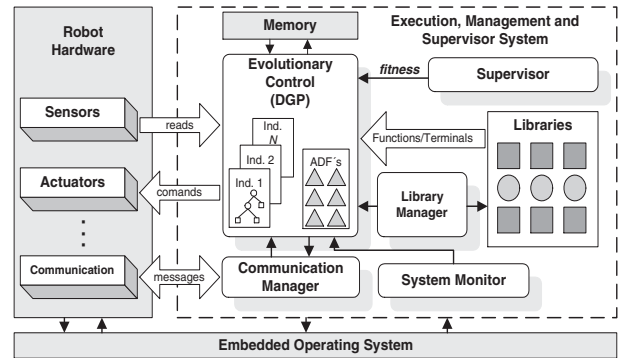 Robot
Hardware
Sensors
Actuators
Communication
reads
comands
messages
Memory
Evolutionary
Control
(DGP)
Ind.
N
Ind. 2
Ind. 1
ADF´s
Communication
Manager
Execution, Management and
Supervisor System
fitness
Supervisor
Functions/Terminals
Libraries
Library
Manager
System Monitor
Embedded Operating System